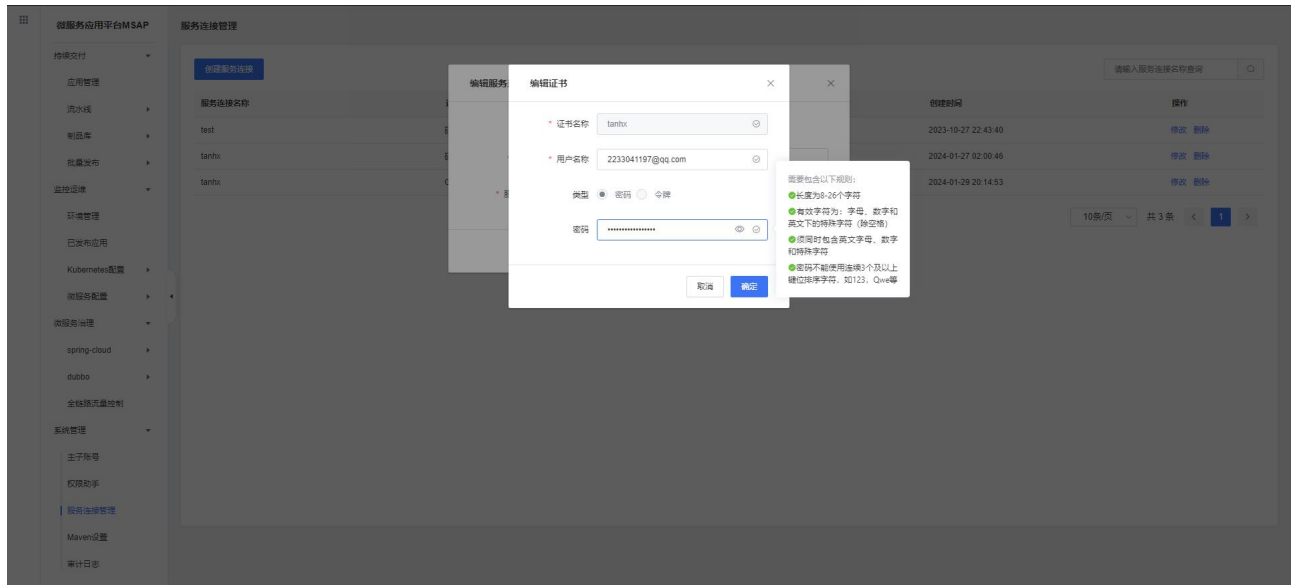 微服务应用平台MSAP
服务连接管理
持续交付
应用管理
流水线
制品库
批量发布
监控运维
环境管理
已发布应用
Kubernetes配置
微服务配置
微服务治理
spring-cloud
dubbo
全链路流量控制
系统管理
主子账号
权限助手
服务连接管理
Maven设置
审计日志
创建服务连接
请输入服务连接名称查询
服务连接名称
创建时间
操作
test
2023-10-27 22:43:40
修改 删除
tanhx
2024-01-27 02:00:46
修改 删除
tanhx
2024-01-29 20:14:53
修改 删除
10条/页
共 3 条
1
编辑服务
编辑证书
* 证书名称
tanhx
* 用户名称
2233041197@qq.com
类型
密码
令牌
密码
•••••••••••••••••
取消
确定
需要包含以下规则：
长度为8-26个字符
有效字符为：字母、数字和
英文下的特殊字符（除空格）
须同时包含英文字母、数字
和特殊字符
密码不能使用连续3个及以上
键位排序字符，如123、Qwe等